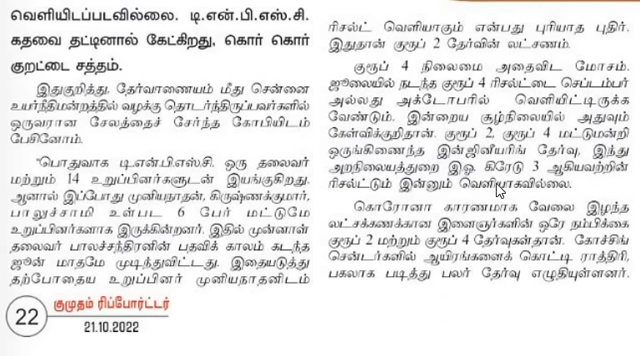 வெளியிடப்படவில்லை. டி.என்.பி.எஸ்.சி.
கதவை தட்டினால் கேட்கிறது, கொர் கொர்
குறட்டை சத்தம்.
இதுகுறித்து, தேர்வாணையம் மீது சென்னை
உயர்நீதிமன்றத்தில் வழக்கு தொடர்ந்திருப்பவர்களில்
ஒருவரான சேலத்தைச் சேர்ந்த கோபியிடம்
பேசினோம்.
"பொதுவாக டி.என்.பி.எஸ்.சி. ஒரு தலைவர்
மற்றும் 14 உறுப்பினர்களுடன் இயங்குகிறது.
ஆனால் இப்போது முனியநாதன், கிருஷ்ணக்குமார்,
பாலுச்சாமி உள்பட 6 பேர் மட்டுமே
உறுப்பினர்களாக இருக்கின்றனர். இதில் முன்னாள்
தலைவர் பாலச்சந்திரனின் பதவிக் காலம் கடந்த
ஜூன் மாதமே முடிந்துவிட்டது. இதையடுத்து
தற்போதைய உறுப்பினர் முனியநாதனிடம்
ரிசல்ட் வெளியாகும் என்பது புரியாத புதிர்.
இதுதான் குரூப் 2 தேர்வின் லட்சணம்.
குரூப் 4 நிலைமை அதைவிட மோசம்.
ஜூலையில் நடந்த குரூப் 4 ரிசல்ட்டை செப்டம்பர்
அல்லது அக்டோபரில் வெளியிட்டிருக்க
வேண்டும். இன்றைய சூழ்நிலையில் அதுவும்
கேள்விக்குறிதான். குரூப் 2, குரூப் 4 மட்டுமன்றி
ஒருங்கிணைந்த இன்ஜினியரிங் தேர்வு, இந்து
அறநிலையத்துறை இஓ, கிரேடு 3 ஆகியவற்றின்
ரிசல்ட்டும் இன்னும் வெளியாகவில்லை.
கொரோனா காரணமாக வேலை இழந்த
லட்சக்கணக்கான இளைஞர்களின் ஒரே நம்பிக்கை
குரூப் 2 மற்றும் குரூப் 4 தேர்வுகள்தான். கோச்சிங்
சென்டர்களில் ஆயிரங்களைக் கொட்டி ராத்திரி,
பகலாக படித்து பலர் தேர்வு எழுதியுள்ளனர்.
22
குமுதம் ரிப்போர்ட்டர்
21.10.2022